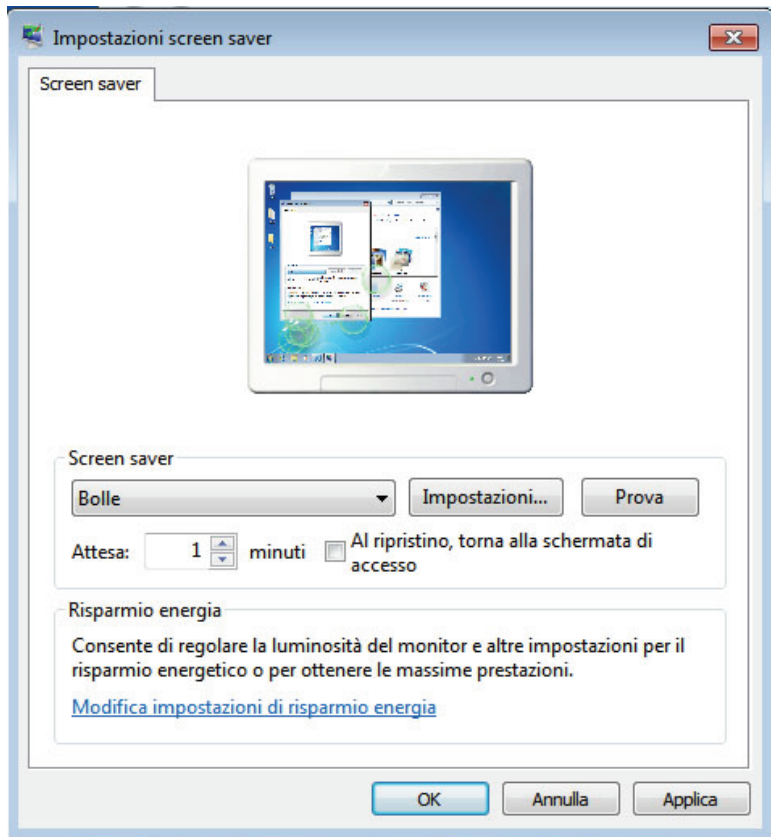 Impostazioni screen saver
Screen saver
Screen saver
Bolle
Impostazioni...
Prova
Attesa:
1
minuti
Al ripristino, torna alla schermata di
accesso
Risparmio energia
Consente di regolare la luminosità del monitor e altre impostazioni per il
risparmio energetico o per ottenere le massime prestazioni.
Modifica impostazioni di risparmio energia
OK
Annulla
Applica